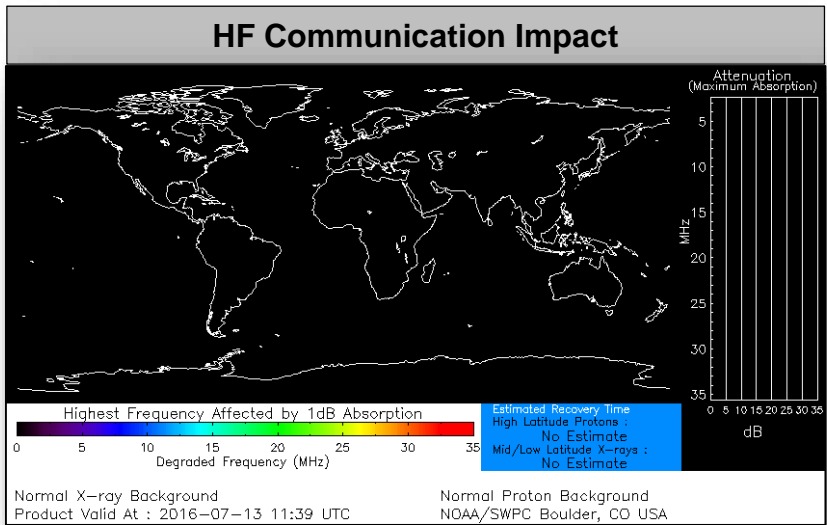 HF Communication Impact
Attenuation
(Maximum Absorption)
5
10
15
MHz
20
25
30
35
0 5 10 15 20 25 30 35
dB
Highest Frequency Affected by 1dB Absorption
0 5 10 15 20 25 30 35
Degraded Frequency (MHz)
Estimated Recovery Time
High Latitude Protons :
No Estimate
Mid/Low Latitude X-rays :
No Estimate
Normal X-ray Background
Normal Proton Background
Product Valid At : 2016-07-13 11:39 UTC
NOAA/SWPC Boulder, CO USA